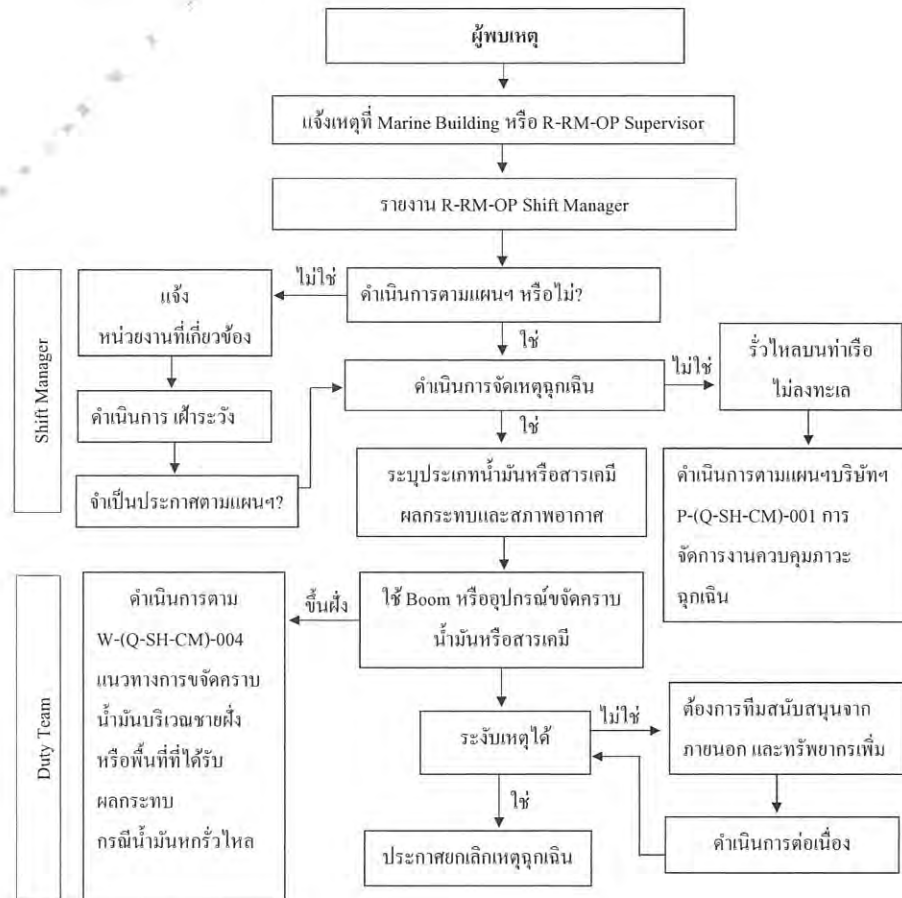 ผู้พบเหตุ
แจ้งเหตุที่ Marine Building หรือ R-RM-OP Supervisor
รายงาน R-RM-OP Shift Manager
Shift Manager
ดำเนินการตามแผนฯ หรือไม่?
ไม่ใช่
แจ้ง
หน่วยงานที่เกี่ยวข้อง
ดำเนินการ เฝ้าระวัง
จำเป็นประกาศตามแผนฯ?
ใช่
ดำเนินการจัดเหตุฉุกเฉิน
ไม่ใช่
รั่วไหลบนท่าเรือ
ไม่ลงทะเล
ดำเนินการตามแผนฯบริษัทฯ
P-(Q-SH-CM)-001 การ
จัดการงานควบคุมภาวะ
ฉุกเฉิน
ใช่
ระบุประเภทน้ำมันหรือสารเคมี
ผลกระทบและสภาพอากาศ
Duty Team
ใช้ Boom หรืออุปกรณ์ขจัดคราบ
น้ำมันหรือสารเคมี
ขึ้นฝั่ง
ดำเนินการตาม
W-(Q-SH-CM)-004
แนวทางการขจัดคราบ
น้ำมันบริเวณชายฝั่ง
หรือพื้นที่ที่ได้รับ
ผลกระทบ
กรณีน้ำมันหกรั่วไหล
ระงับเหตุได้
ไม่ใช่
ต้องการทีมสนับสนุนจาก
ภายนอก และทรัพยากรเพิ่ม
ดำเนินการต่อเนื่อง
ใช่
ประกาศยกเลิกเหตุฉุกเฉิน